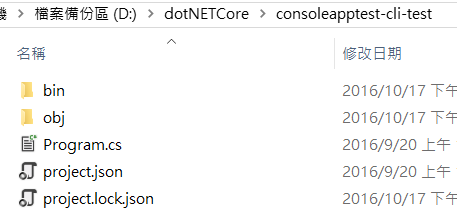 機 › 檔案備份區 (D:) › dotNETCore › consoleapptest-cli-test
名稱 修改日期
bin 2016/10/17 下午
obj 2016/10/17 下午
Program.cs 2016/9/20 上午
project.json 2016/9/20 上午
project.lock.json 2016/10/17 下午